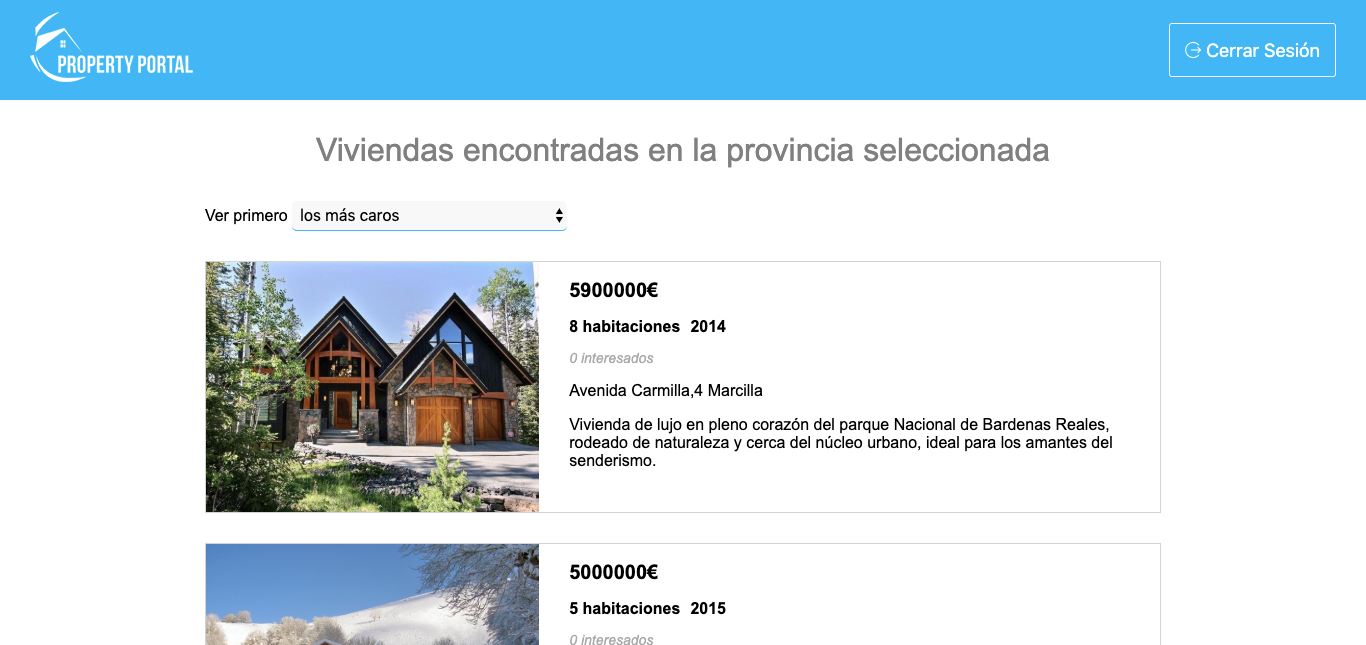 PROPERTY PORTAL
Cerrar Sesión
Viviendas encontradas en la provincia seleccionada
Ver primero los más caros
5900000€
8 habitaciones 2014
0 interesados
Avenida Carmilla,4 Marcilla
Vivienda de lujo en pleno corazón del parque Nacional de Bardenas Reales,
rodeado de naturaleza y cerca del núcleo urbano, ideal para los amantes del
senderismo.
5000000€
5 habitaciones 2015
0 interesados